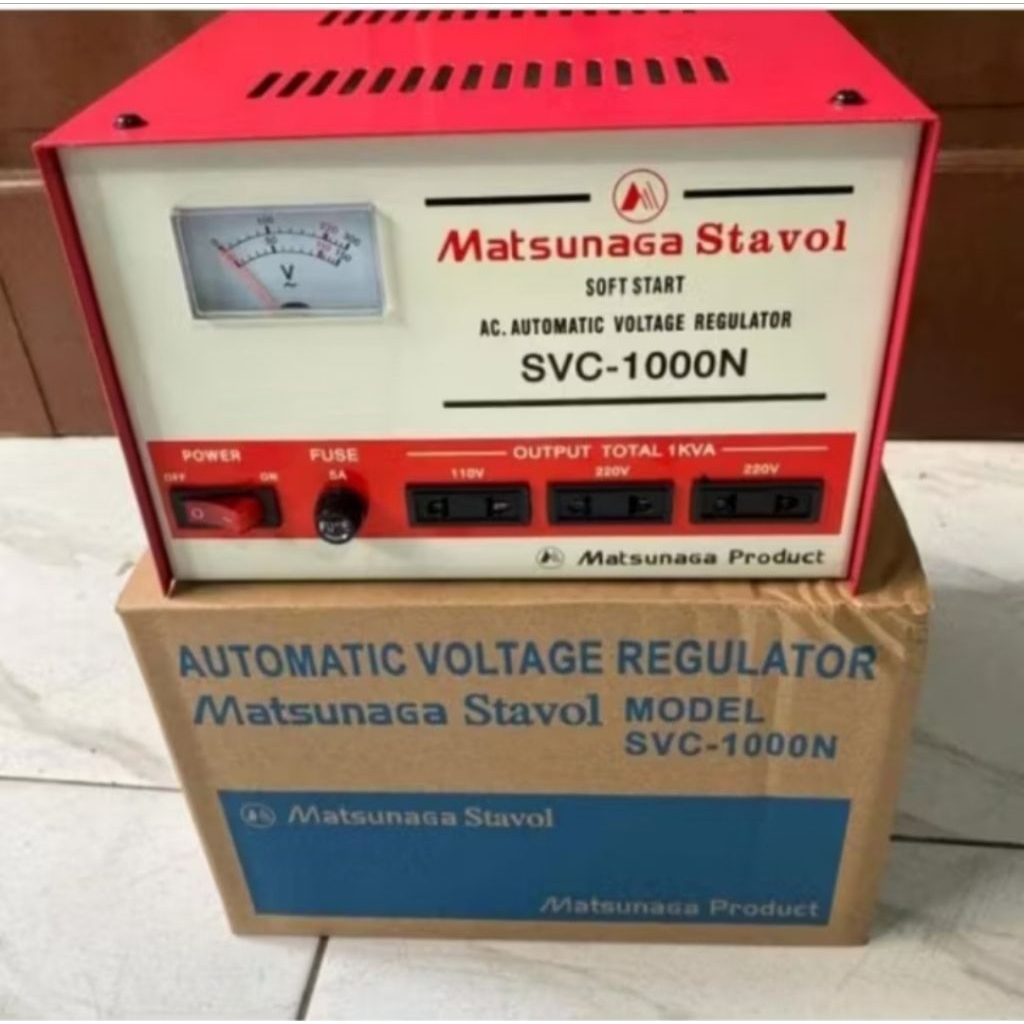 Matsunaga Stavol
SOFT START
AC. AUTOMATIC VOLTAGE REGULATOR
SVC-1000N
V
POWER
OFF ON
FUSE
5A
OUTPUT TOTAL 1KVA
110V 220V 220V
Matsunaga Product
AUTOMATIC VOLTAGE REGULATOR
Matsunaga Stavol MODEL
SVC-1000N
Matsunaga Stavol
Matsunaga Product